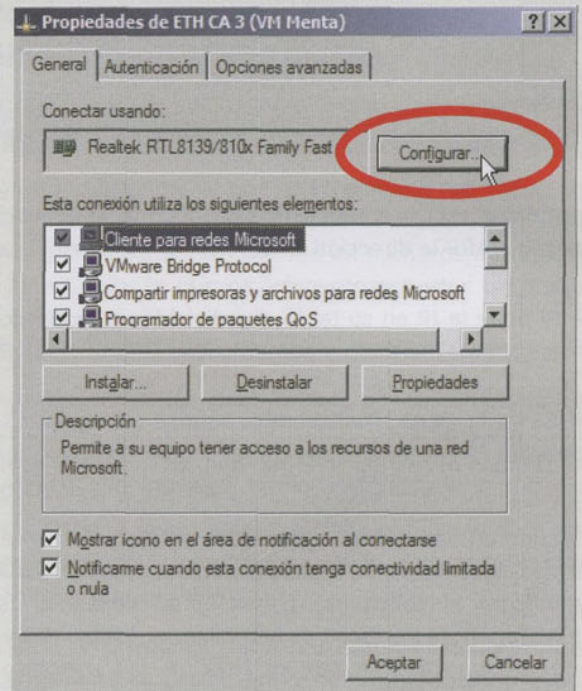 Propiedades de ETH CA 3 (VM Menta)
General
Autenticación
Opciones avanzadas
Conectar usando:
Realtek RTL8139/810x Family Fast
Configurar...
Esta conexión utiliza los siguientes elementos:
Cliente para redes Microsoft
VMware Bridge Protocol
Compartir impresoras y archivos para redes Microsoft
Programador de paquetes QoS
Instalar...
Desinstalar
Propiedades
Descripción
Permite a su equipo tener acceso a los recursos de una red
Microsoft.
Mostrar icono en el área de notificación al conectarse
Notificarme cuando esta conexión tenga conectividad limitada
o nula
Aceptar
Cancelar